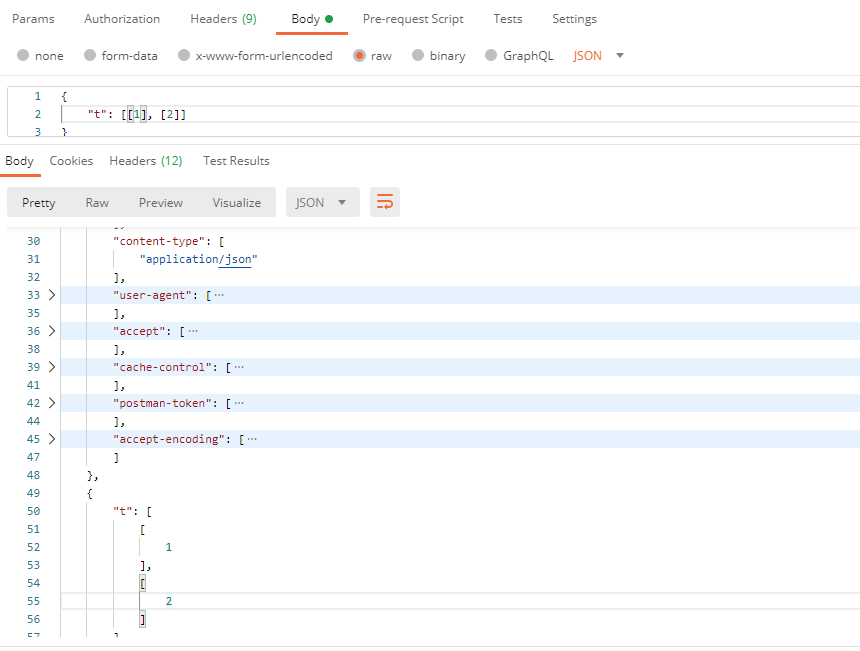 Params Authorization Headers (9) Body Pre-request Script Tests Settings
none form-data x-www-form-urlencoded raw binary GraphQL JSON
1 {
2 "t": [[1], [2]]
3 }
Body Cookies Headers (12) Test Results
Pretty Raw Preview Visualize JSON
],
30 "content-type": [
31 "application/json"
32 ],
33 "user-agent": [ ···
35 ],
36 "accept": [ ···
38 ],
39 "cache-control": [ ···
41 ],
42 "postman-token": [ ···
44 ],
45 "accept-encoding": [ ···
47 ]
48 },
49 {
50 "t": [
51 [
52 1
53 ],
54 [
55 2
56 ]
57 ]